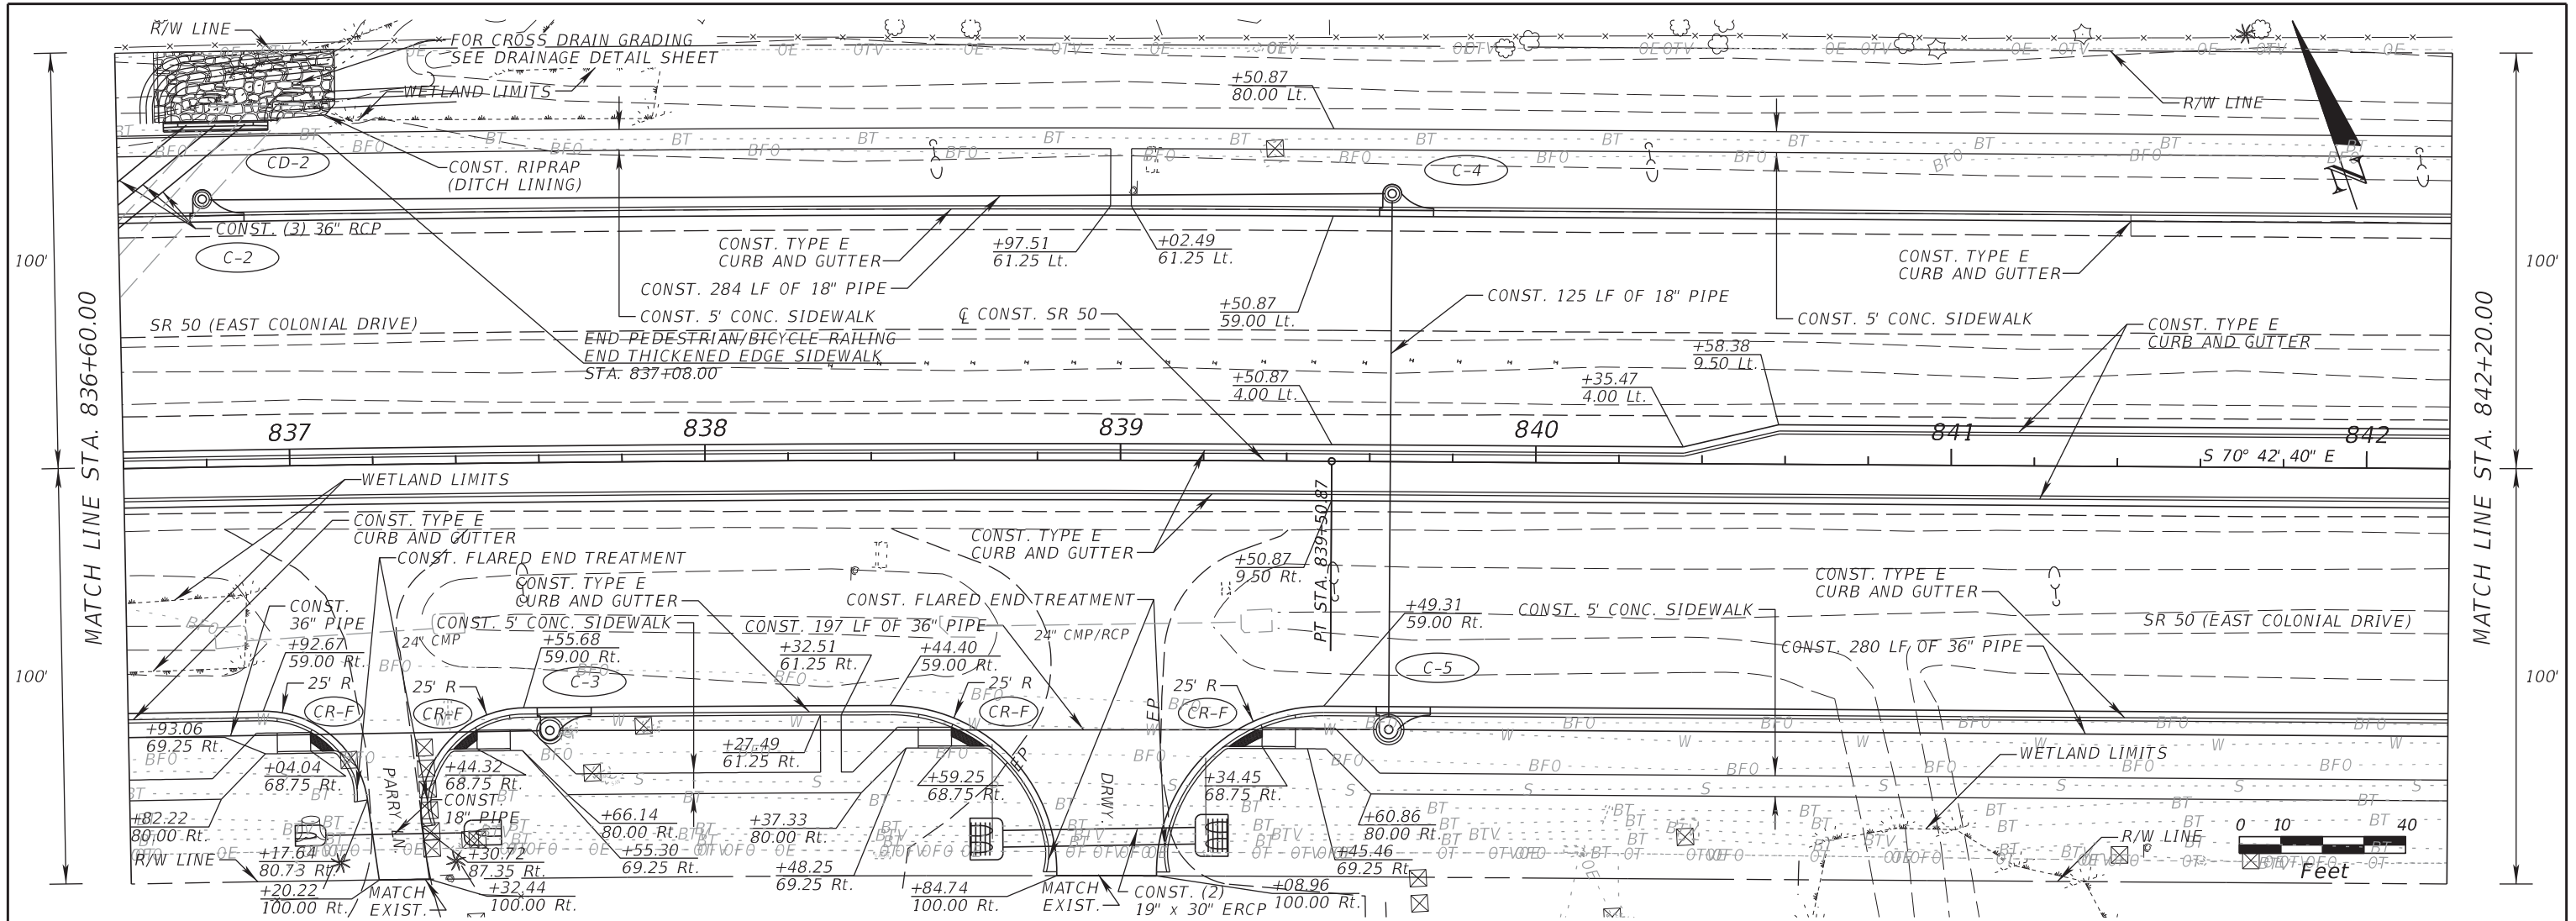 R/W LINE
FOR CROSS DRAIN GRADING
SEE DRAINAGE DETAIL SHEET
WETLAND LIMITS
+50.87
80.00 Lt.
R/W LINE
N
CD-2
CONST. RIPRAP
(DITCH LINING)
C-4
CONST. (3) 36" RCP
C-2
100'
100'
CONST. TYPE E
CURB AND GUTTER
+97.51
61.25 Lt.
+02.49
61.25 Lt.
CONST. TYPE E
CURB AND GUTTER
CONST. 284 LF OF 18" PIPE
CONST. 125 LF OF 18" PIPE
+50.87
59.00 Lt.
SR 50 (EAST COLONIAL DRIVE)
CONST. 5' CONC. SIDEWALK
℄ CONST. SR 50
CONST. 5' CONC. SIDEWALK
CONST. TYPE E
CURB AND GUTTER
END PEDESTRIAN/BICYCLE RAILING
END THICKENED EDGE SIDEWALK
STA. 837+08.00
+58.38
9.50 Lt.
+50.87
4.00 Lt.
+35.47
4.00 Lt.
MATCH LINE STA. 836+60.00
MATCH LINE STA. 842+20.00
837
838
839
840
841
842
S 70° 42' 40" E
WETLAND LIMITS
CONST. TYPE E
CURB AND GUTTER
CONST. FLARED END TREATMENT
CONST. TYPE E
CURB AND GUTTER
CONST. TYPE E
CURB AND GUTTER
PT STA. 839+50.87
+50.87
9.50 Rt.
CONST. TYPE E
CURB AND GUTTER
CONST.
36" PIPE
CONST. FLARED END TREATMENT
+49.31
59.00 Rt.
CONST. 5' CONC. SIDEWALK
SR 50 (EAST COLONIAL DRIVE)
CONST. 5' CONC. SIDEWALK
CONST. 197 LF OF 36" PIPE
24" CMP
24" CMP/RCP
+92.67
59.00 Rt.
+55.68
59.00 Rt.
+32.51
61.25 Rt.
+44.40
59.00 Rt.
CONST. 280 LF OF 36" PIPE
100'
100'
C-3
C-5
25' R
25' R
25' R
25' R
CR-F
CR-F
CR-F
CR-F
EP
EP
+93.06
69.25 Rt.
+27.49
61.25 Rt.
WETLAND LIMITS
+04.04
68.75 Rt.
PARRY LN
+44.32
68.75 Rt.
+59.25
68.75 Rt.
DRWY
+34.45
68.75 Rt.
CONST.
18" PIPE
+82.22
80.00 Rt.
+66.14
80.00 Rt.
+37.33
80.00 Rt.
+60.86
80.00 Rt.
R/W LINE
+17.64
80.73 Rt.
+30.72
87.35 Rt.
+55.30
69.25 Rt.
+48.25
69.25 Rt.
+45.46
69.25 Rt.
R/W LINE
0 10 40
Feet
+20.22
100.00 Rt.
MATCH
EXIST.
+32.44
100.00 Rt.
+84.74
100.00 Rt.
MATCH
EXIST.
CONST. (2)
19" x 30" ERCP
+08.96
100.00 Rt.